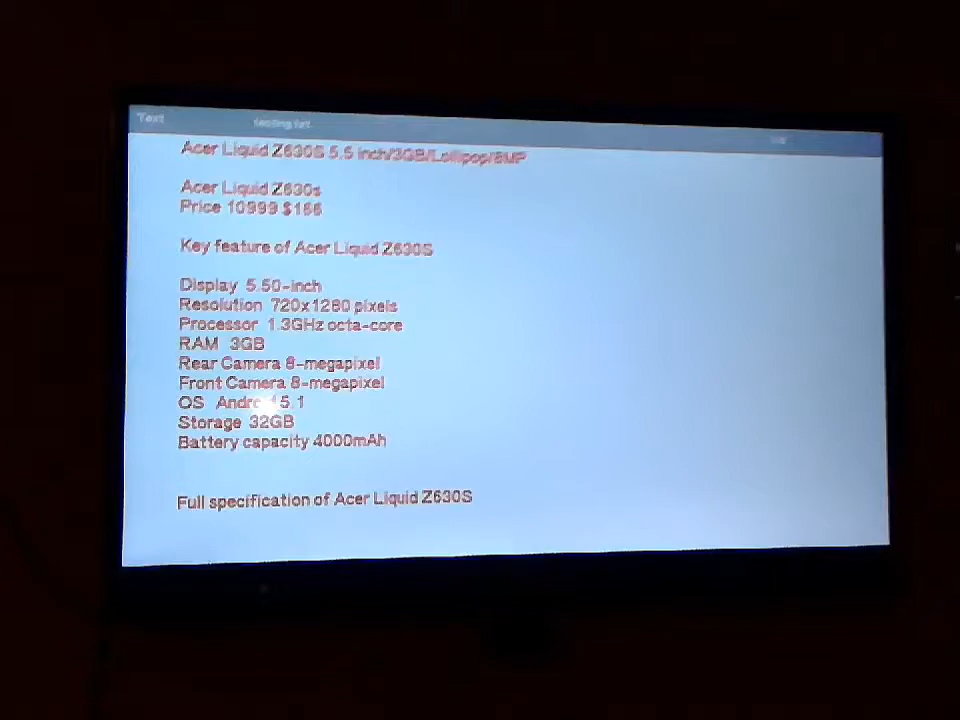 Text
Acer Liquid Z630S 5.5 inch/3GB/Lollipop/8MP
Acer Liquid Z630s
Price 10999 $166
Key feature of Acer Liquid Z630S
Display 5.50-inch
Resolution 720x1280 pixels
Processor 1.3GHz octa-core
RAM 3GB
Rear Camera 8-megapixel
Front Camera 8-megapixel
OS 5.1
Storage 32GB
Battery capacity 4000mAh
Full specification of Acer Liquid Z630S